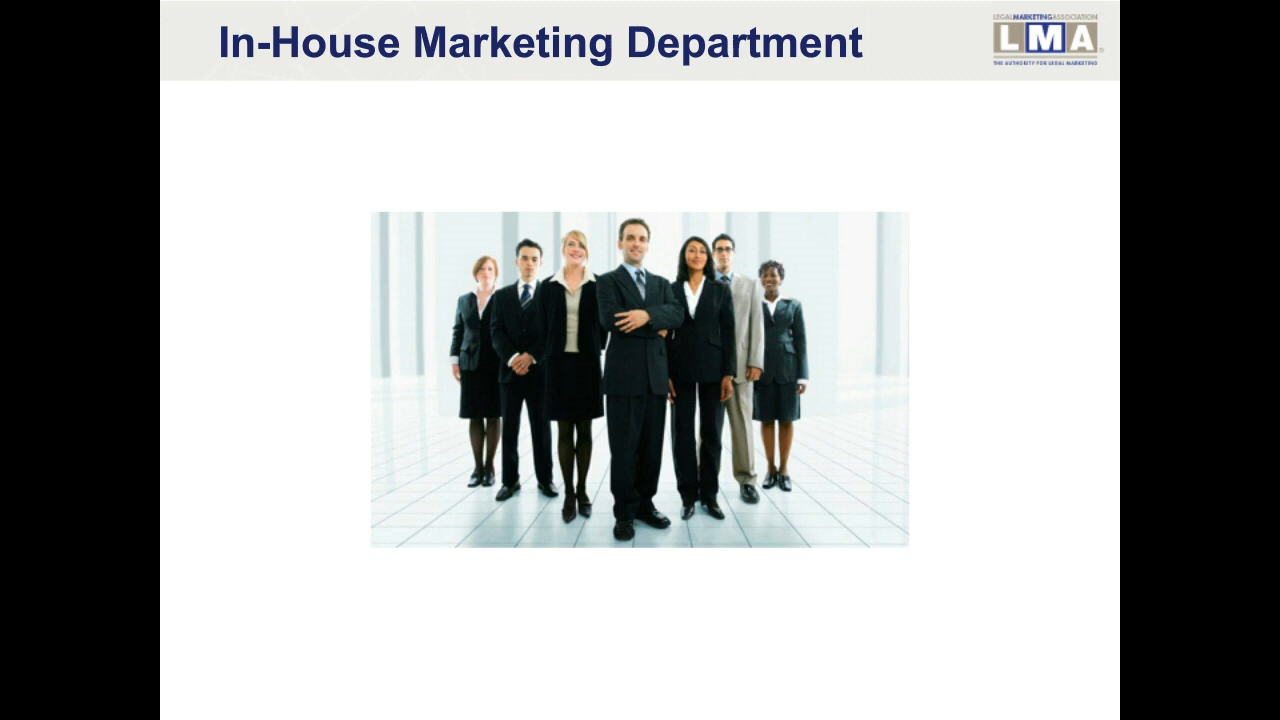 In-House Marketing Department
LEGALMARKETINGASSOCIATION
LMA®
THE AUTHORITY FOR LEGAL MARKETING